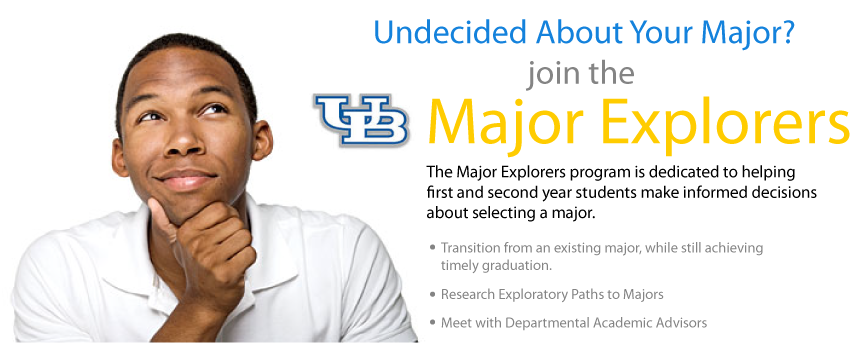 Undecided About Your Major?
join the
UB
Major Explorers
The Major Explorers program is dedicated to helping
first and second year students make informed decisions
about selecting a major.
• Transition from an existing major, while still achieving
timely graduation.
• Research Exploratory Paths to Majors
• Meet with Departmental Academic Advisors